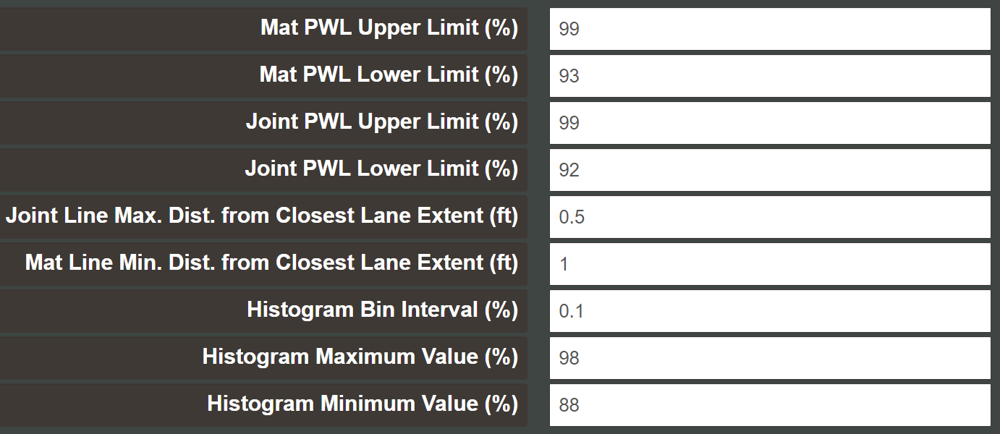 Mat PWL Upper Limit (%) 99
Mat PWL Lower Limit (%) 93
Joint PWL Upper Limit (%) 99
Joint PWL Lower Limit (%) 92
Joint Line Max. Dist. from Closest Lane Extent (ft) 0.5
Mat Line Min. Dist. from Closest Lane Extent (ft) 1
Histogram Bin Interval (%) 0.1
Histogram Maximum Value (%) 98
Histogram Minimum Value (%) 88